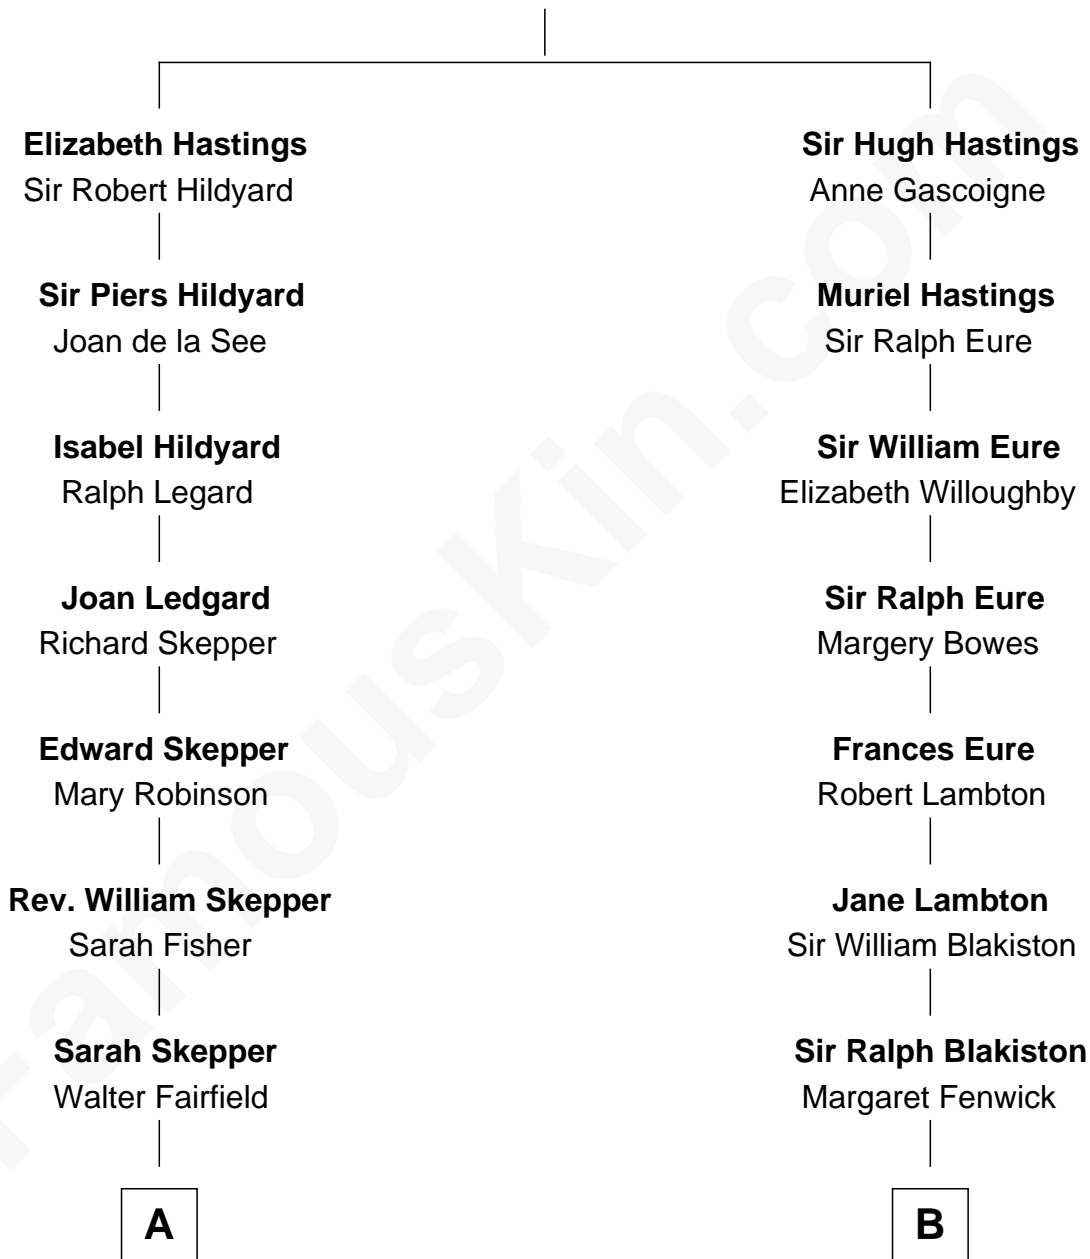 Elizabeth Hastings
Sir Robert Hildyard
Sir Piers Hildyard
Joan de la See
Isabel Hildyard
Ralph Legard
Joan Ledgard
Richard Skepper
Edward Skepper
Mary Robinson
Rev. William Skepper
Sarah Fisher
Sarah Skepper
Walter Fairfield
A
Sir Hugh Hastings
Anne Gascoigne
Muriel Hastings
Sir Ralph Eure
Sir William Eure
Elizabeth Willoughby
Sir Ralph Eure
Margery Bowes
Frances Eure
Robert Lambton
Jane Lambton
Sir William Blakiston
Sir Ralph Blakiston
Margaret Fenwick
B
FamousKin.com